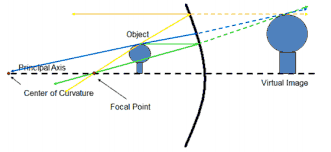 Object
Principal Axis
Virtual Image
Center of Curvature
Focal Point